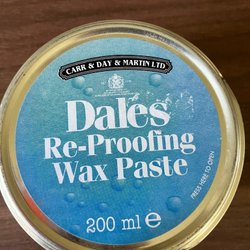 CARR & DAY & MARTIN LTD
Dales
Re-Proofing
Wax Paste
PRESS HERE TO OPEN
200 ml e